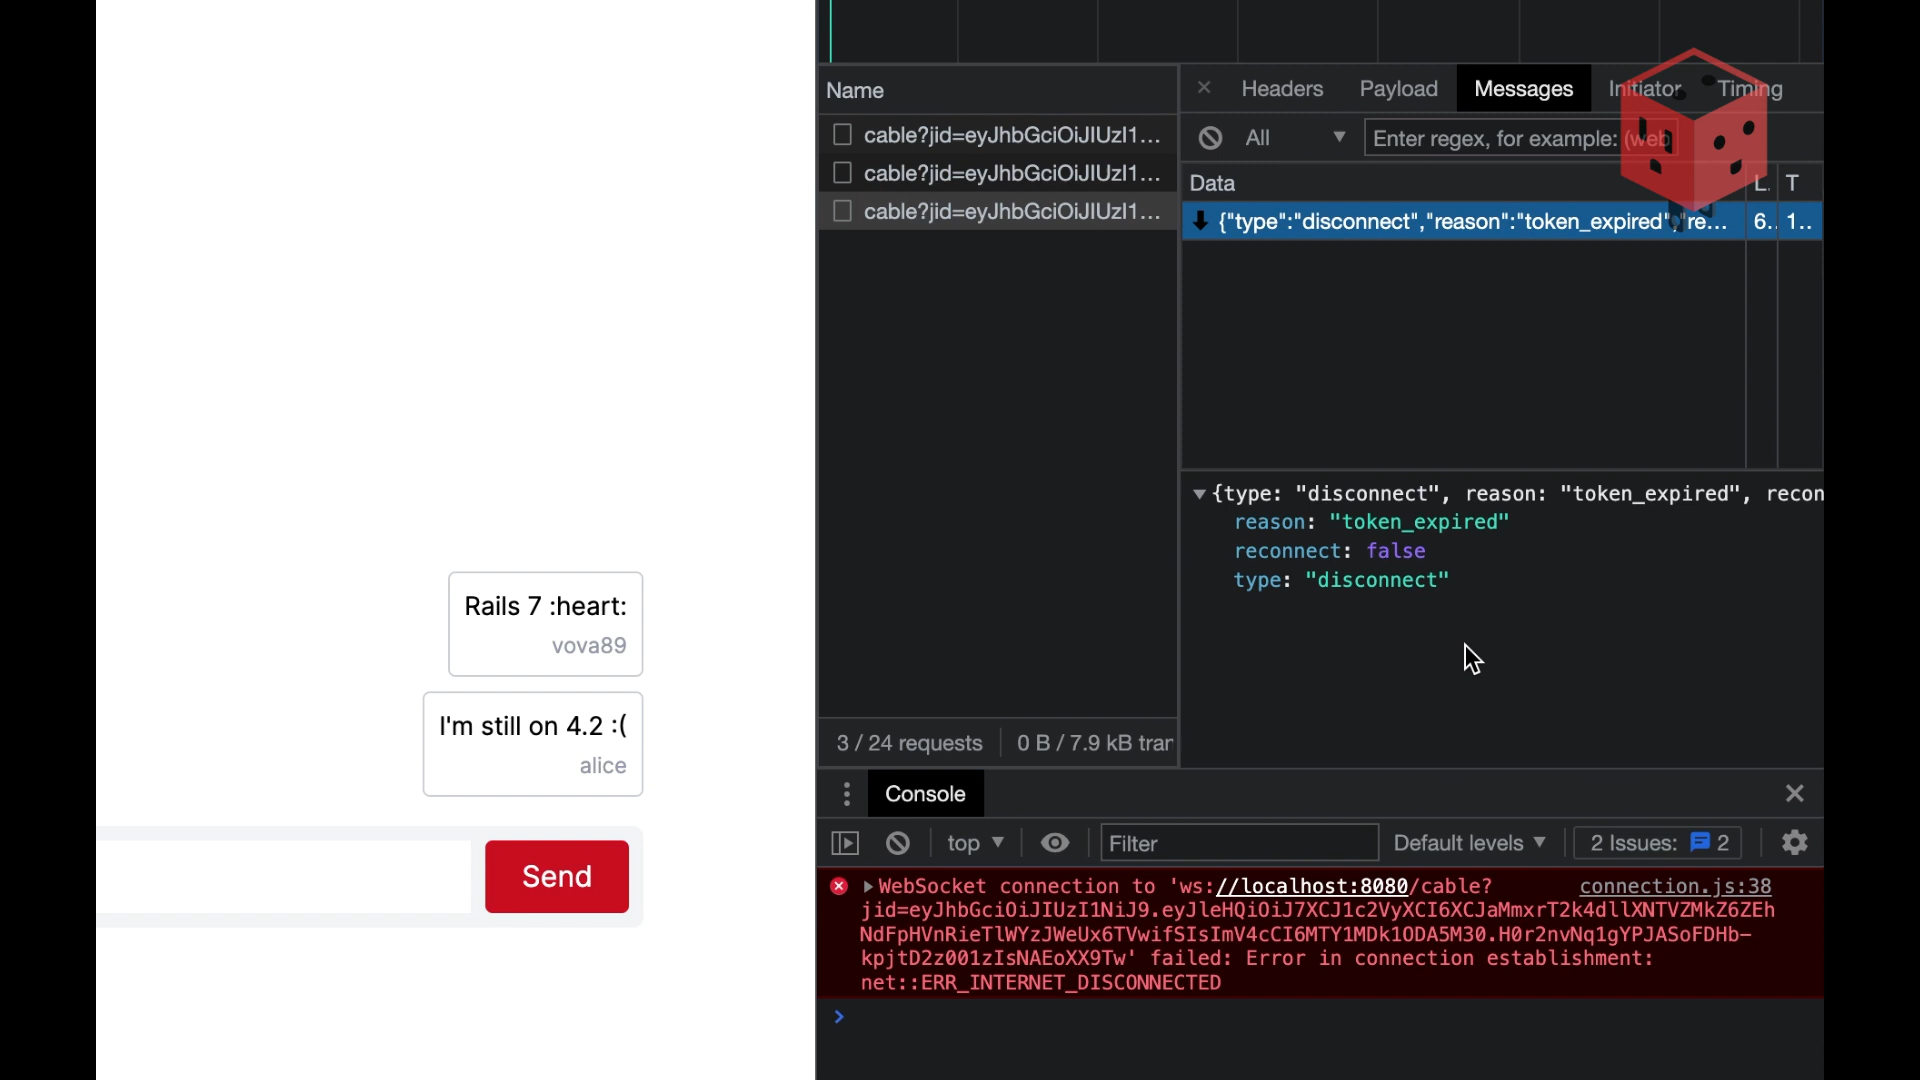 Rails 7 :heart:
vova89
I'm still on 4.2 :(
alice
Send
Name
cable?jid=eyJhbGciOiJIUzI1...
cable?jid=eyJhbGciOiJIUzI1...
cable?jid=eyJhbGciOiJIUzI1...
3 / 24 requests
0 B / 7.9 kB tran
Headers Payload Messages Initiator Timing
All
Enter regex, for example: (web
Data L. T
{"type":"disconnect","reason":"token_expired","re... 6.. 1..
{type: "disconnect", reason: "token_expired", recon
reason: "token_expired"
reconnect: false
type: "disconnect"
Console
top Filter Default levels 2 Issues: 2
WebSocket connection to 'ws://localhost:8080/cable? connection.js:38
jid=eyJhbGciOiJIUzI1NiJ9.eyJleHQiOiJ7XCJ1c2VyXCI6XCJaMmxrT2k4dllXNTVZMkZ6ZEh
NdFpHVnRieTlWYzJWeUx6TVwifSIsImV4cCI6MTY1MDk1ODA5M30.H0r2nvNq1gYPJASoFDHb-
kpjtD2z001zIsNAEoXX9Tw' failed: Error in connection establishment:
net::ERR_INTERNET_DISCONNECTED